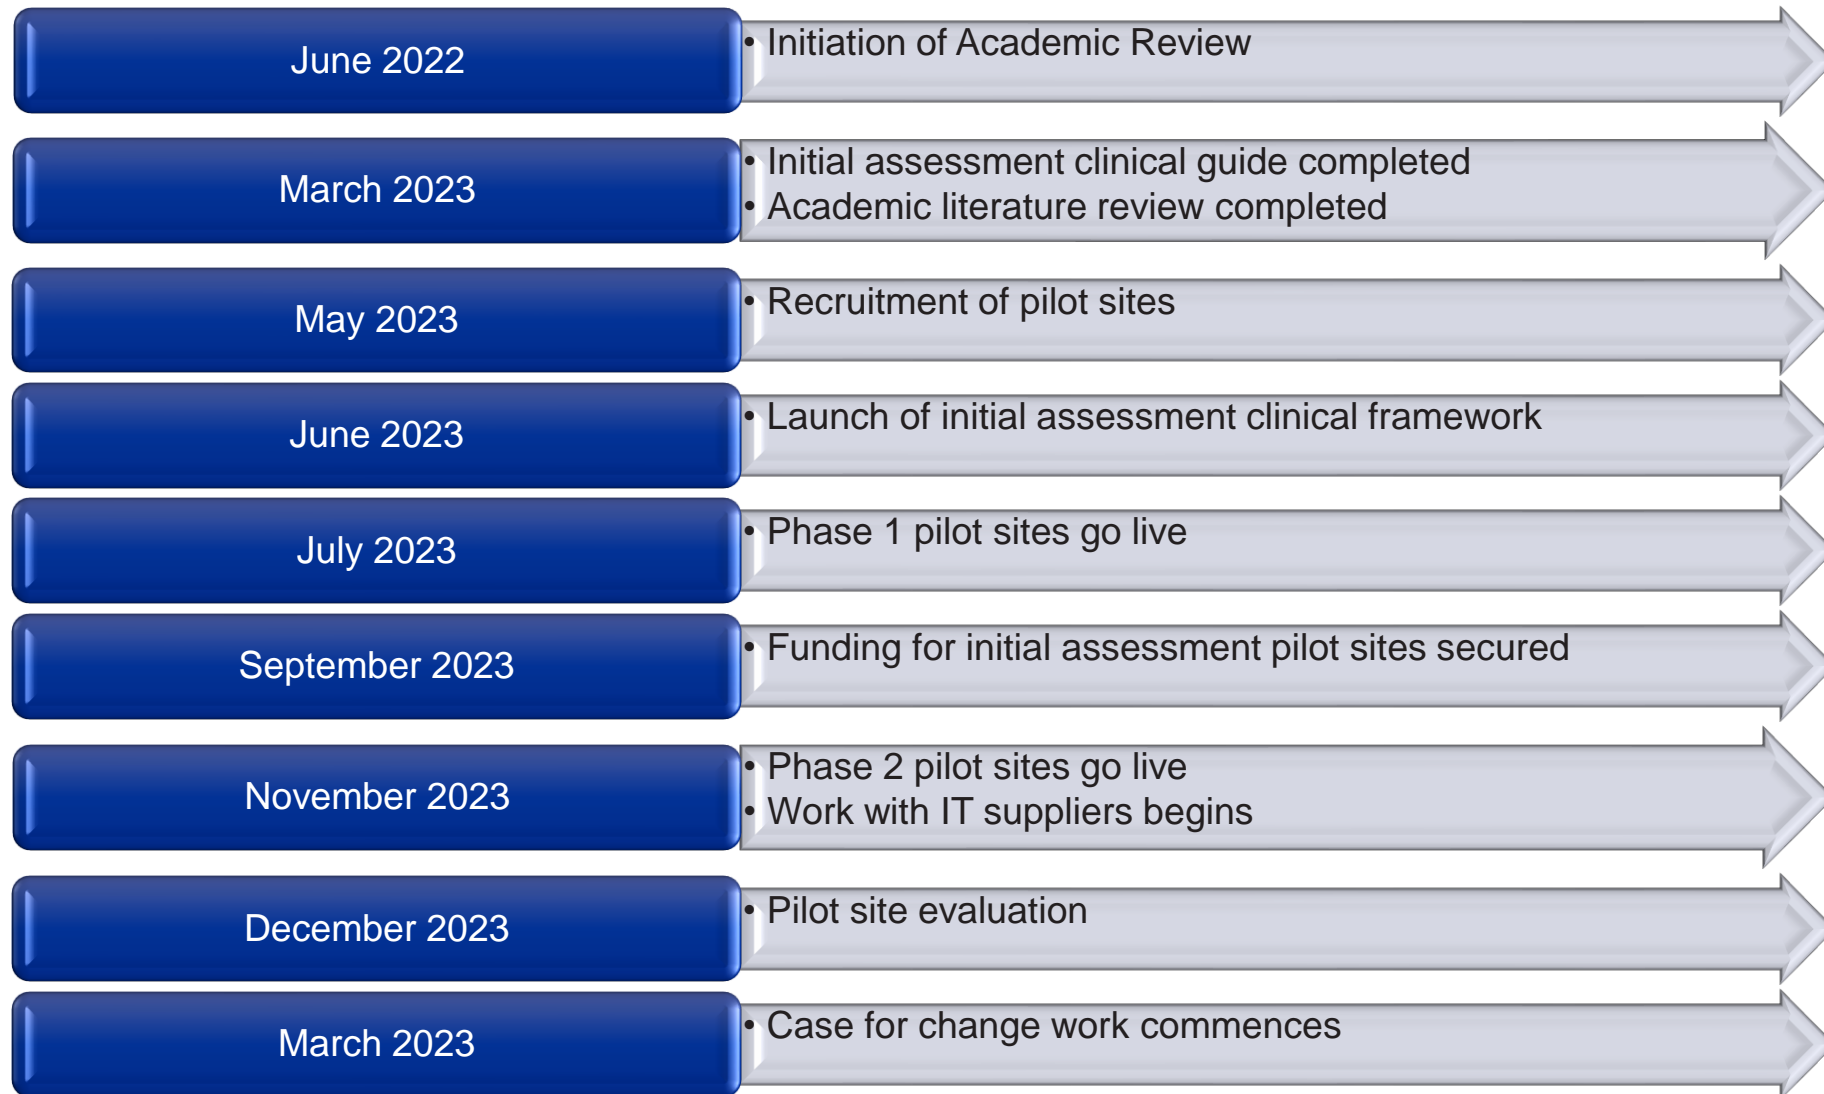 June 2022
• Initiation of Academic Review
March 2023
• Initial assessment clinical guide completed
• Academic literature review completed
May 2023
• Recruitment of pilot sites
June 2023
• Launch of initial assessment clinical framework
July 2023
• Phase 1 pilot sites go live
September 2023
• Funding for initial assessment pilot sites secured
November 2023
• Phase 2 pilot sites go live
• Work with IT suppliers begins
December 2023
• Pilot site evaluation
March 2023
• Case for change work commences